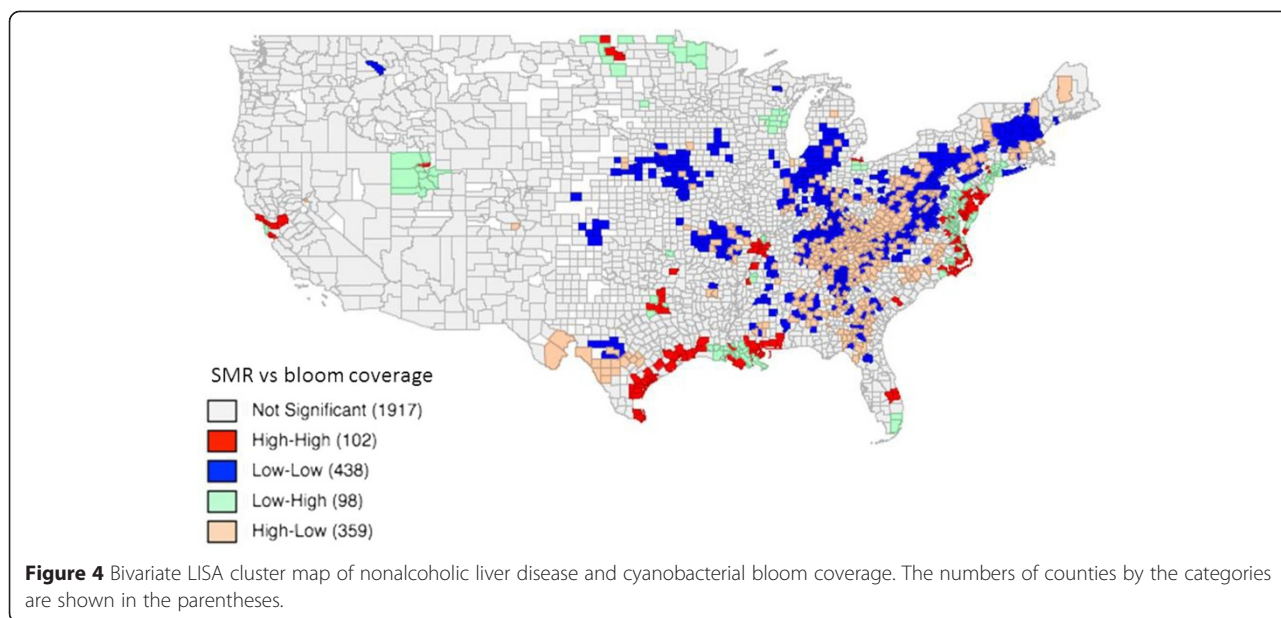 SMR vs bloom coverage
Not Significant (1917)
High-High (102)
Low-Low (438)
Low-High (98)
High-Low (359)
Figure 4 Bivariate LISA cluster map of nonalcoholic liver disease and cyanobacterial bloom coverage. The numbers of counties by the categories
are shown in the parentheses.